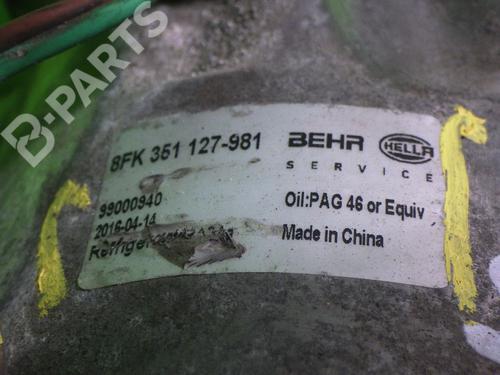 B-PARTS
8FK 351 127-981
BEHR HELLA
SERVICE
99000940
2016-04-14
Oil:PAG 46 or Equiv
Made in China